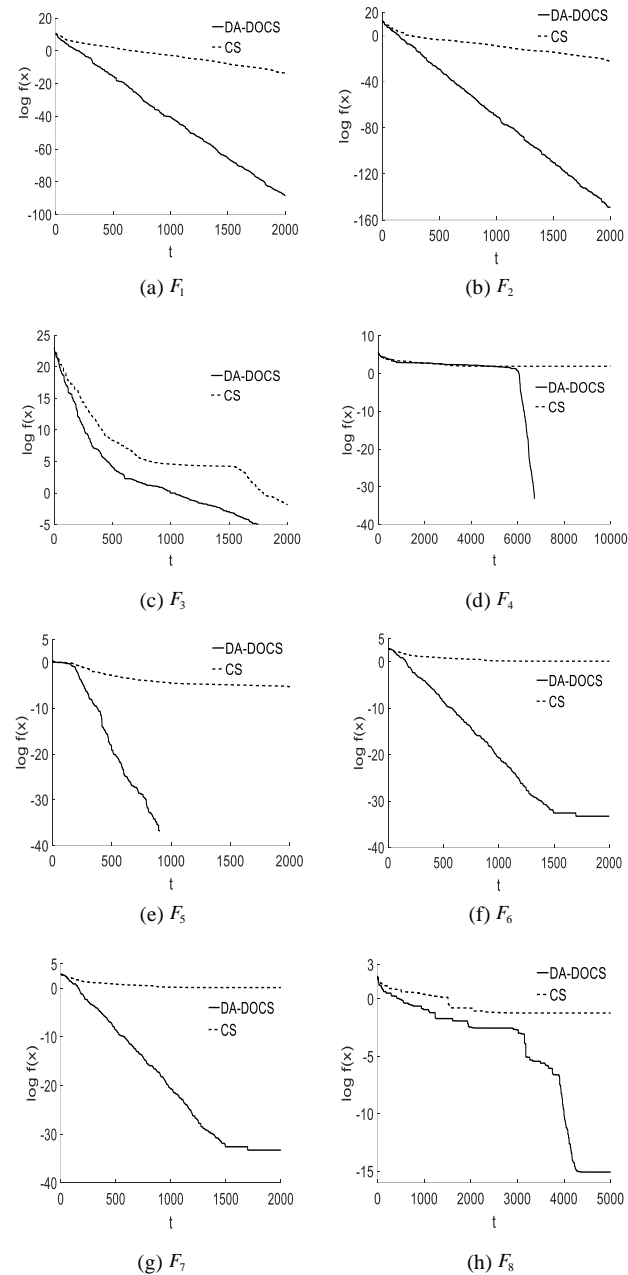 20
0
-20
-40
-60
-80
-100
log f(x)
DA-DOCS
CS
0 500 1000 1500 2000
t
(a) F1
20
0
-40
-80
-120
-160
log f(x)
DA-DOCS
CS
0 500 1000 1500 2000
t
(b) F2
25
20
15
10
5
0
-5
log f(x)
DA-DOCS
CS
0 500 1000 1500 2000
t
(c) F3
10
0
-10
-20
-30
-40
log f(x)
DA-DOCS
CS
0 2000 4000 6000 8000 10000
t
(d) F4
5
0
-10
-20
-30
-40
log f(x)
DA-DOCS
CS
0 500 1000 1500 2000
t
(e) F5
5
0
-10
-20
-30
-40
log f(x)
DA-DOCS
CS
0 500 1000 1500 2000
t
(f) F6
5
0
-10
-20
-30
-40
log f(x)
DA-DOCS
CS
0 500 1000 1500 2000
t
(g) F7
3
0
-5
-10
-15
log f(x)
DA-DOCS
CS
0 1000 2000 3000 4000 5000
t
(h) F8